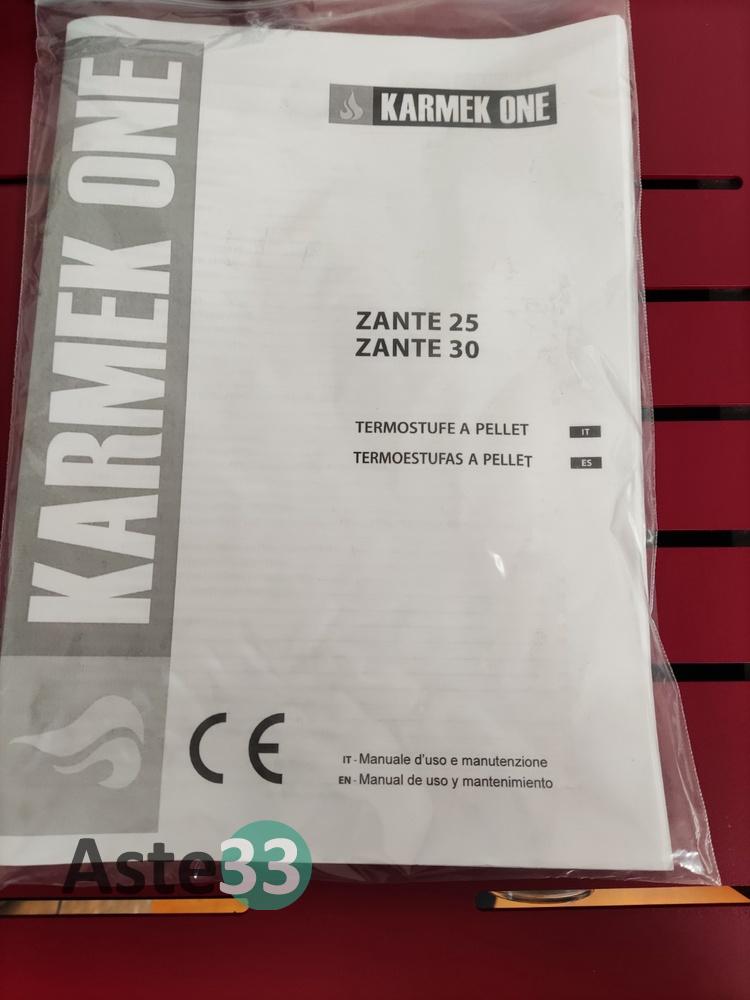 KARMEK ONE
KARMEK ONE
ZANTE 25
ZANTE 30
TERMOSTUFE A PELLET IT
TERMOESTUFAS A PELLET ES
CE
IT - Manuale d'uso e manutenzione
EN - Manual de uso y mantenimiento
Aste33